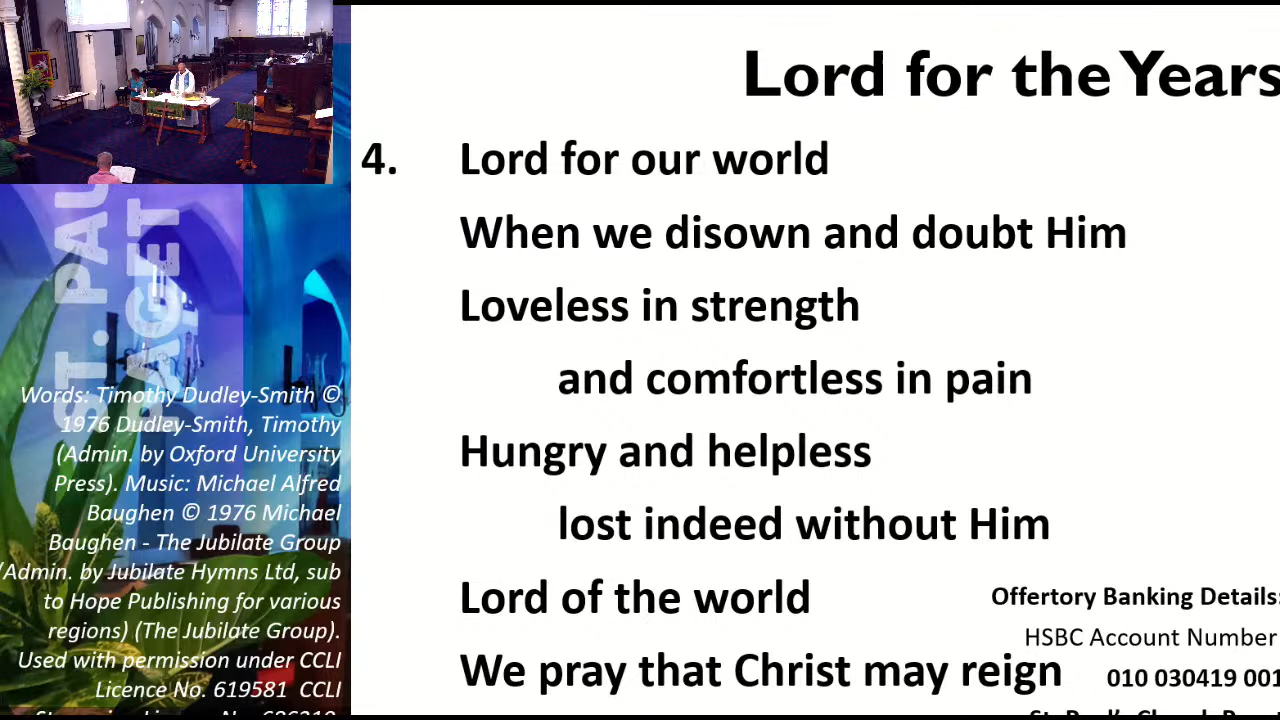 Lord for the Years
4. Lord for our world
When we disown and doubt Him
Loveless in strength
and comfortless in pain
Hungry and helpless
lost indeed without Him
Lord of the world
We pray that Christ may reign
ST. PAU
PAGET
Words: Timothy Dudley-Smith ©
1976 Dudley-Smith, Timothy
(Admin. by Oxford University
Press). Music: Michael Alfred
Baughen © 1976 Michael
Baughen - The Jubilate Group
(Admin. by Jubilate Hymns Ltd, sub
to Hope Publishing for various
regions) (The Jubilate Group).
Used with permission under CCLI
Licence No. 619581 CCLI
Offertory Banking Details:
HSBC Account Number
010 030419 001